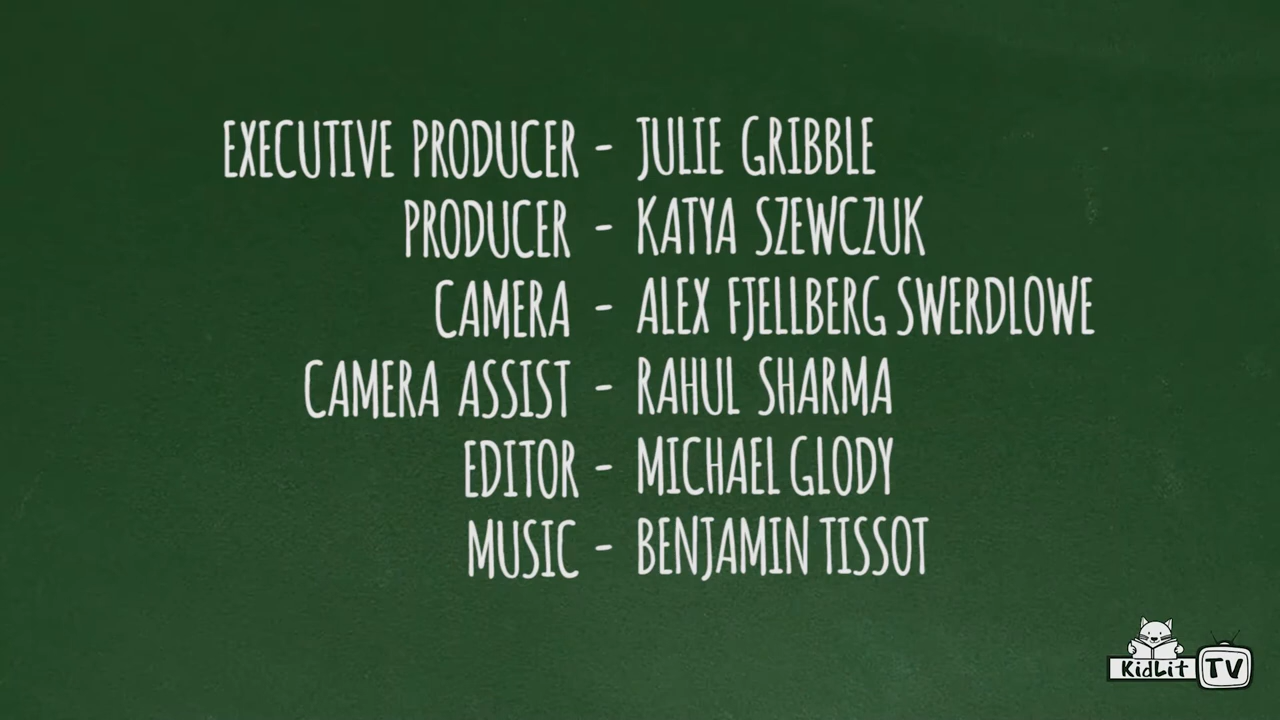 EXECUTIVE PRODUCER - JULIE GRIBBLE
PRODUCER - KATYA SZEWCZUK
CAMERA - ALEX FJELLBERG SWERDLOWE
CAMERA ASSIST - RAHUL SHARMA
EDITOR - MICHAEL GLODY
MUSIC - BENJAMIN TISSOT
KidLit TV